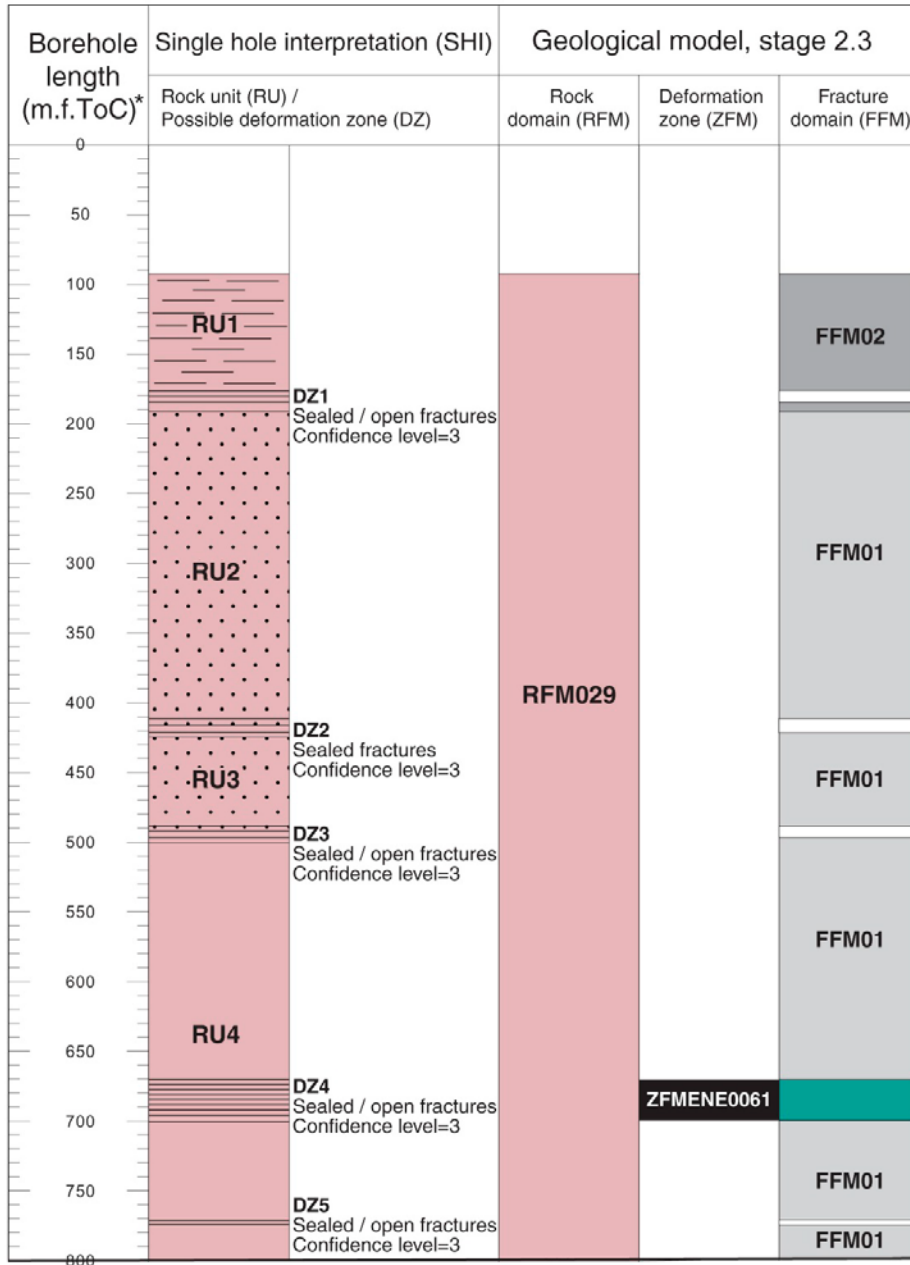 Borehole
length
(m.f.ToC)*
Single hole interpretation (SHI)
Geological model, stage 2.3
Rock unit (RU) /
Possible deformation zone (DZ)
Rock
domain (RFM)
Deformation
zone (ZFM)
Fracture
domain (FFM)
0
50
100
RU1
FFM02
150
DZ1
Sealed / open fractures
Confidence level=3
200
250
300
RU2
FFM01
350
400
RFM029
DZ2
Sealed fractures
Confidence level=3
450
RU3
FFM01
500
DZ3
Sealed / open fractures
Confidence level=3
550
FFM01
600
RU4
650
DZ4
Sealed / open fractures
Confidence level=3
ZFMENE0061
700
750
FFM01
DZ5
Sealed / open fractures
Confidence level=3
FFM01
800